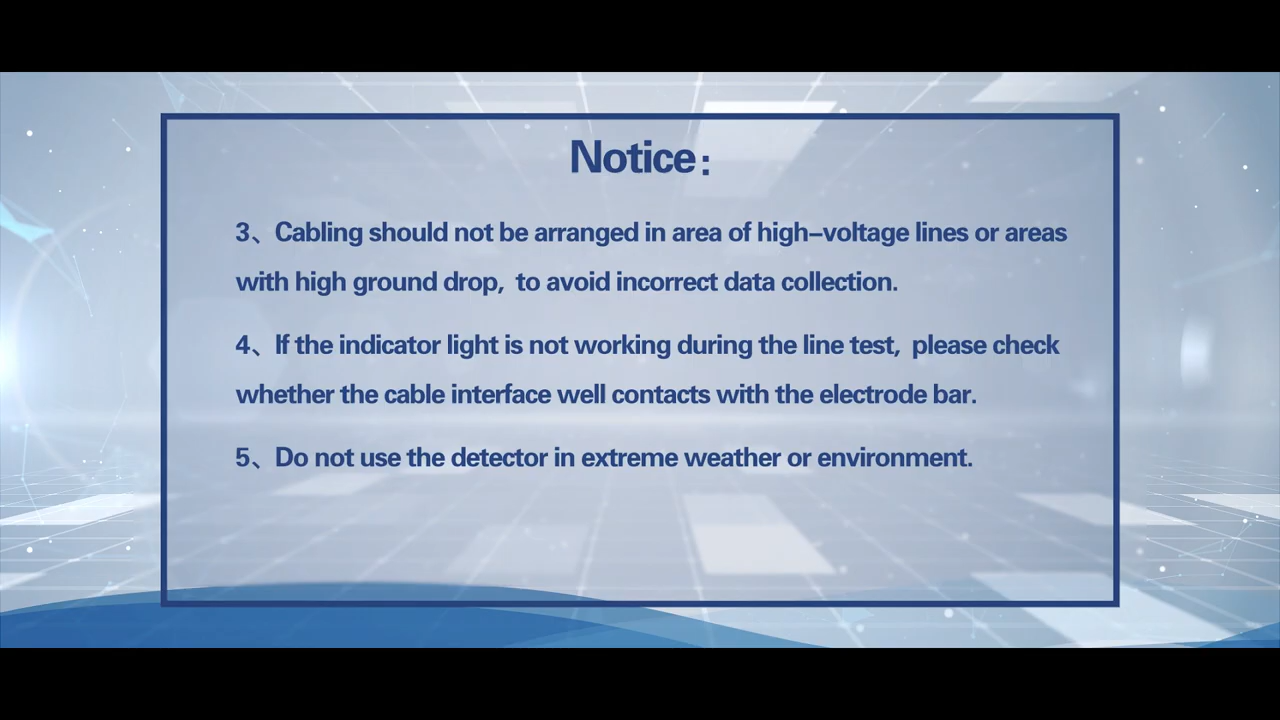 Notice：
3、Cabling should not be arranged in area of high–voltage lines or areas
with high ground drop, to avoid incorrect data collection.
4、If the indicator light is not working during the line test, please check
whether the cable interface well contacts with the electrode bar.
5、Do not use the detector in extreme weather or environment.